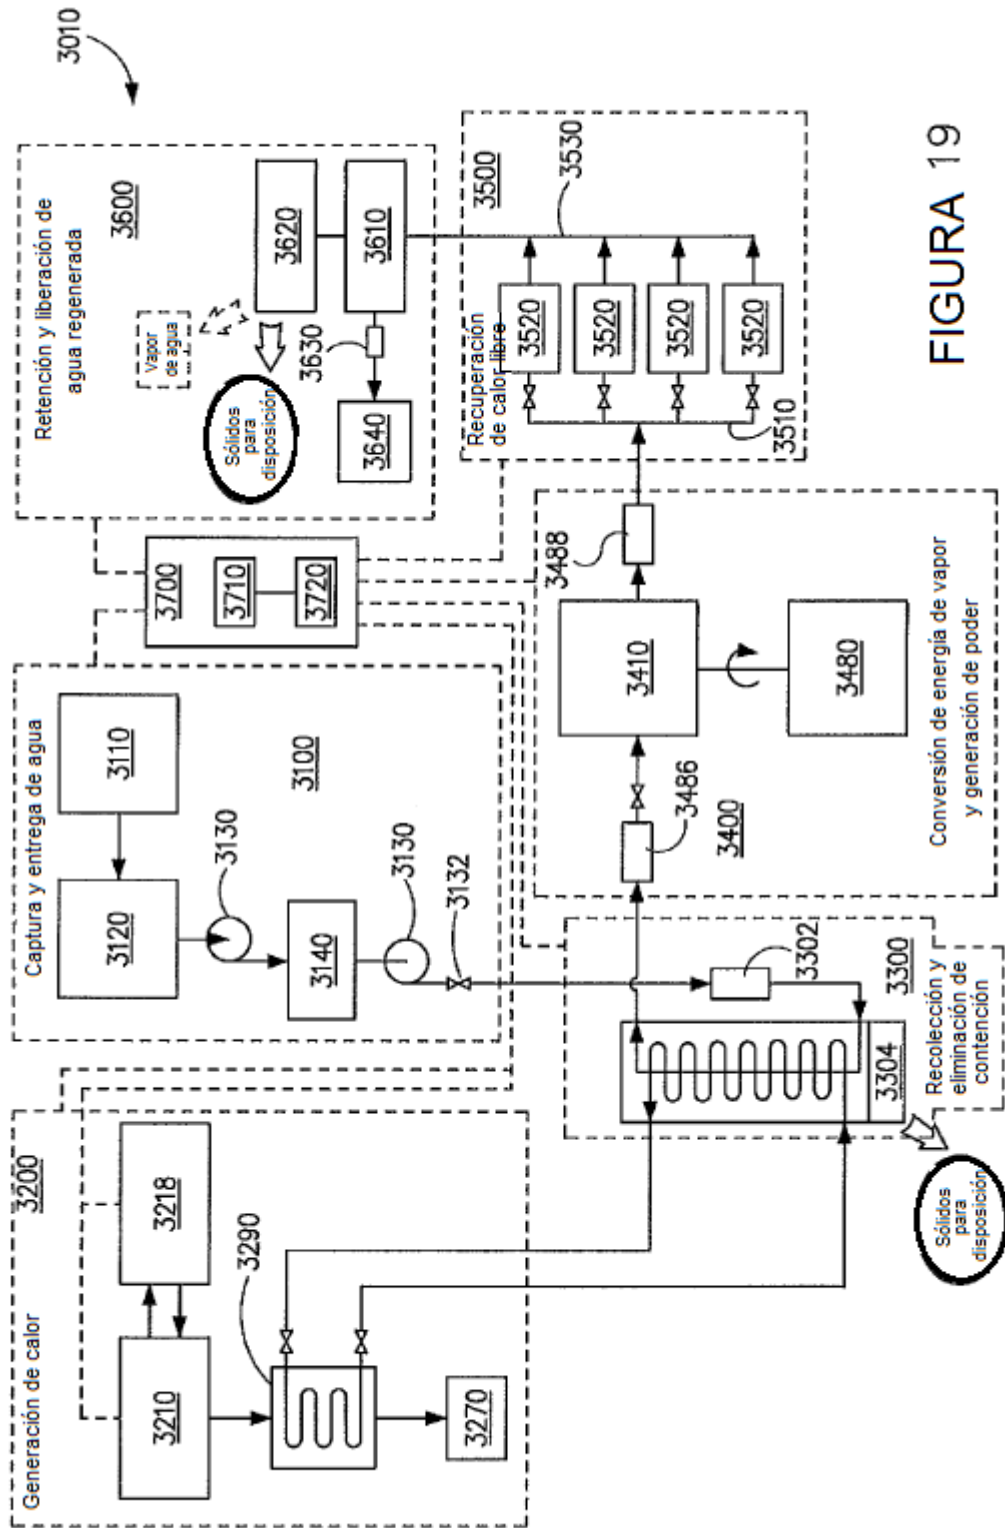 Generación de calor
3200
3210
3218
3290
3270
Captura y entrega de agua
3110
3120
3130
3140
3100
3130
3132
3700
3710
3720
Retención y liberación de
agua regenerada
3600
Vapor
de agua
Sólidos
para
disposición
3620
3610
3630
3640
3010
3302
3300
3304
Recolección y
eliminación de
contención
Sólidos
para
disposición
3486
3400
3410
3488
3480
Conversión de energía de vapor
y generación de poder
Recuperación
de calor libre
3500
3530
3520
3520
3520
3520
3510
FIGURA 19